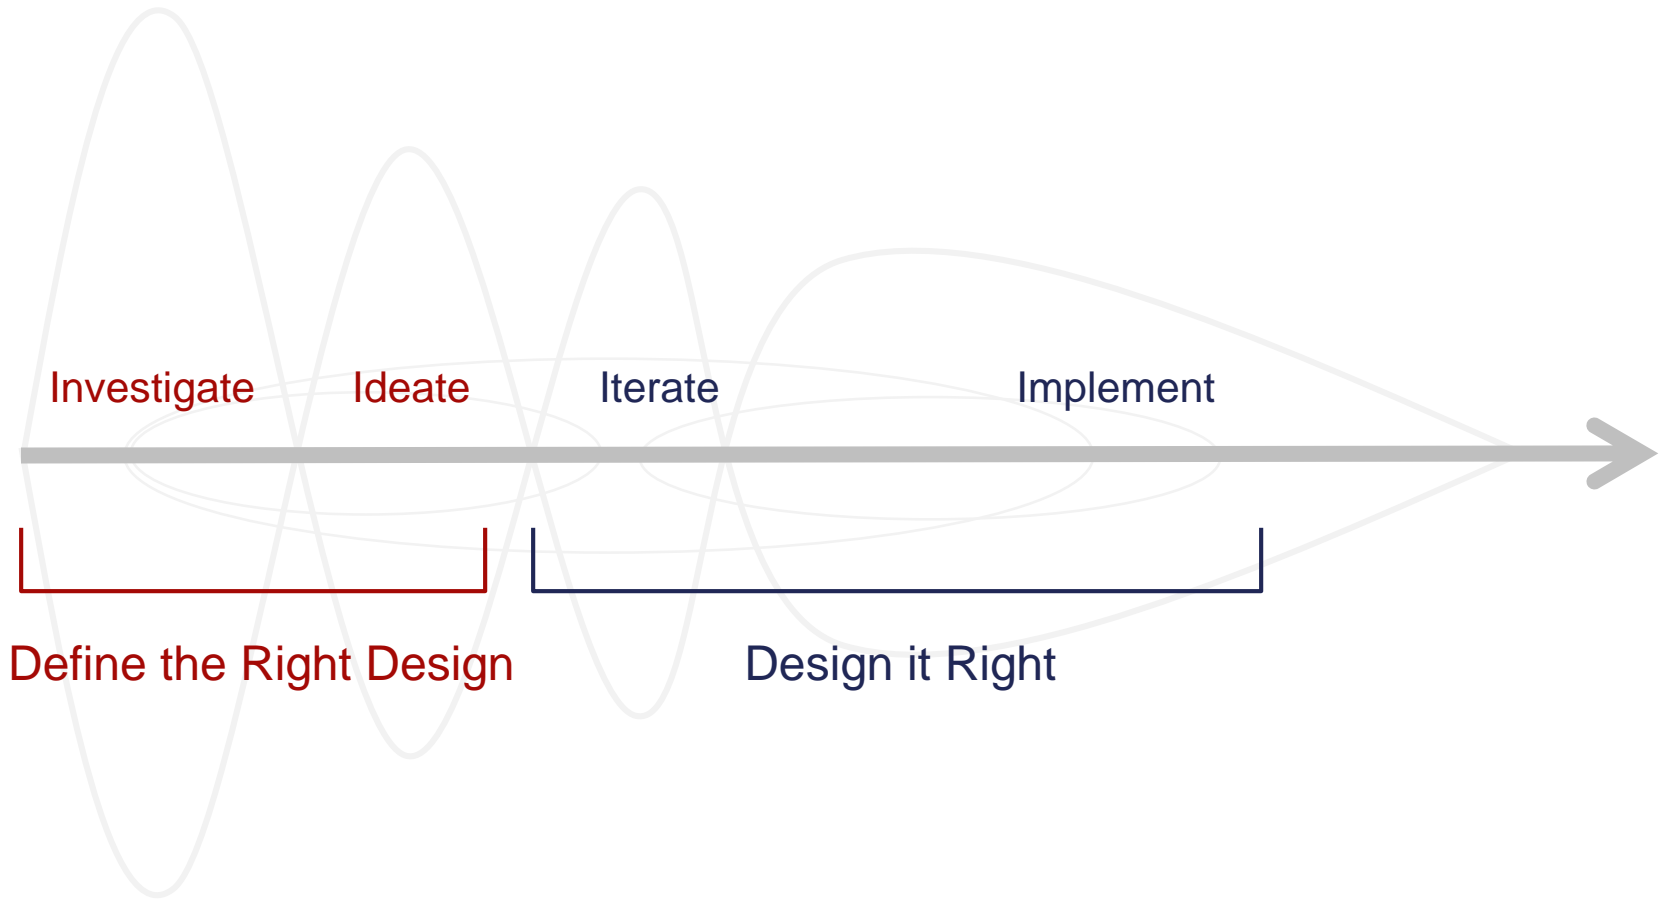 Investigate Ideate Iterate Implement
Define the Right Design Design it Right